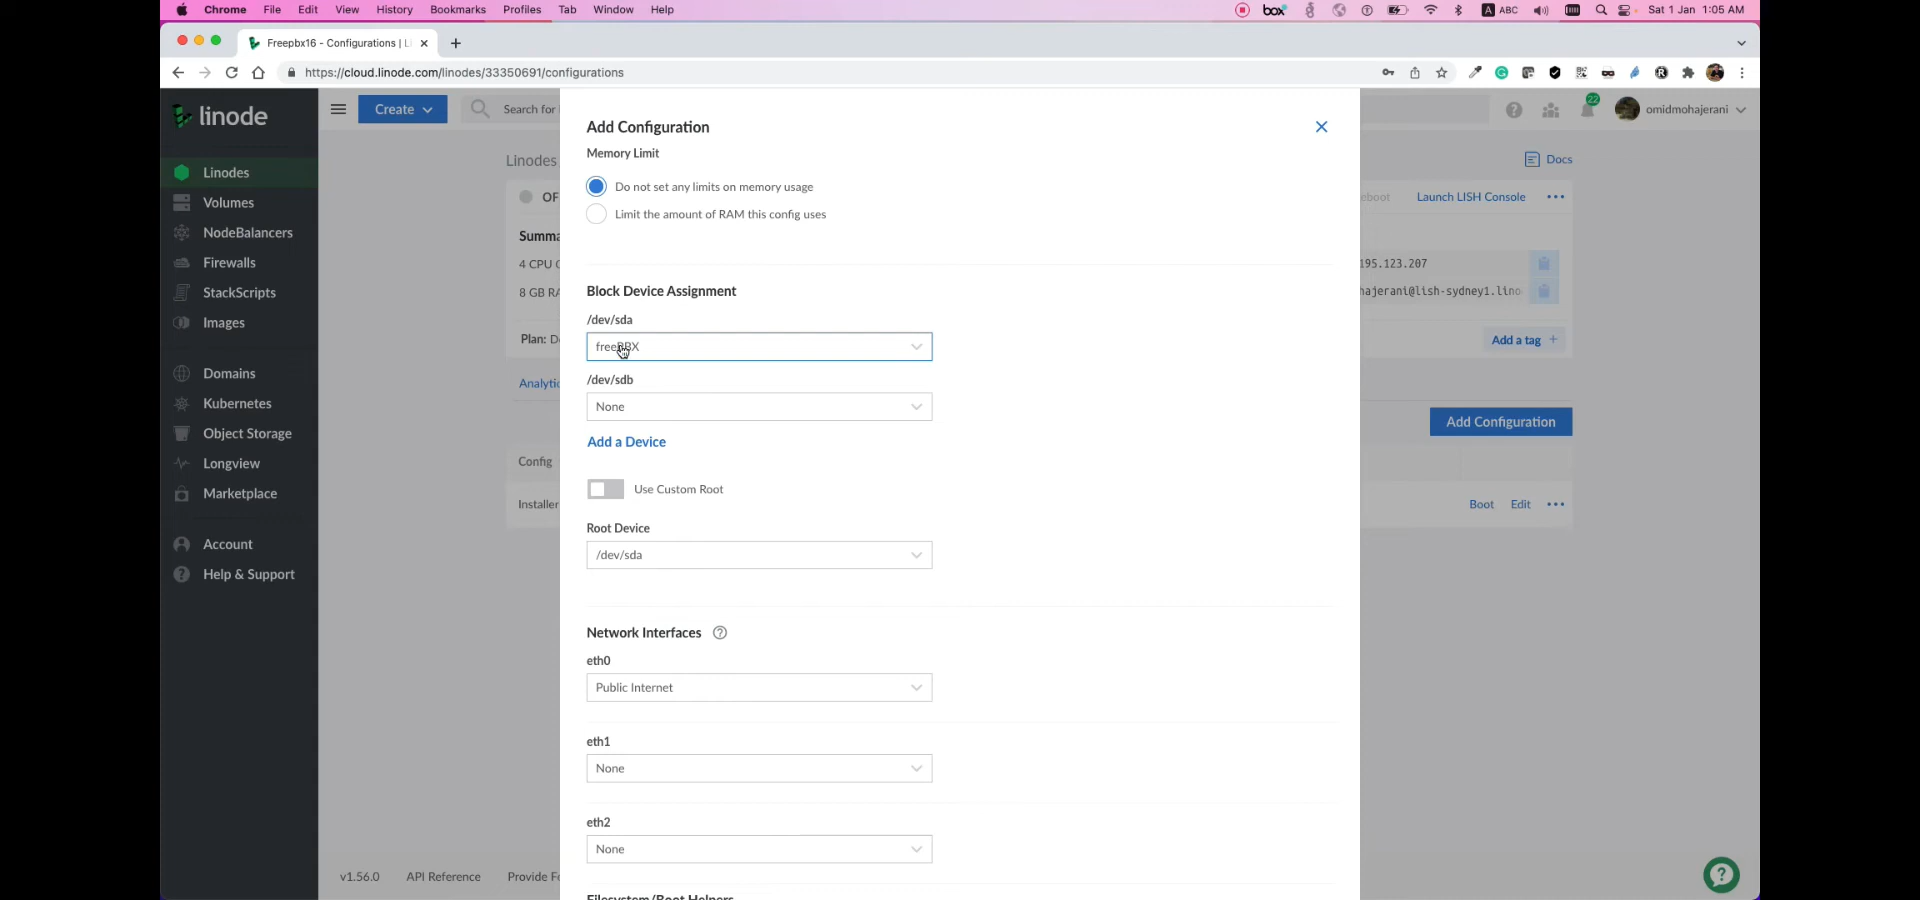 Chrome File Edit View History Bookmarks Profiles Tab Window Help box A ABC Sat 1 Jan 1:05 AM
Freepbx16 - Configurations | Li
https://cloud.linode.com/linodes/33350691/configurations
linode
Create
Search for
22
omidmohajerani
Linodes
Volumes
NodeBalancers
Firewalls
StackScripts
Images
Domains
Kubernetes
Object Storage
Longview
Marketplace
Account
Help & Support
Linodes
Docs
OF
eboot
Launch LISH Console
Summa
4 CPU C
195.123.207
8 GB RA
hajerani@lish-sydney1.lino
Plan: D
Add a tag +
Analytic
Add Configuration
Config
Installer
Boot
Edit
v1.56.0
API Reference
Provide Fe
Add Configuration
Memory Limit
Do not set any limits on memory usage
Limit the amount of RAM this config uses
Block Device Assignment
/dev/sda
freePBX
/dev/sdb
None
Add a Device
Use Custom Root
Root Device
/dev/sda
Network Interfaces
eth0
Public Internet
eth1
None
eth2
None
Filesystem/Boot Helpers